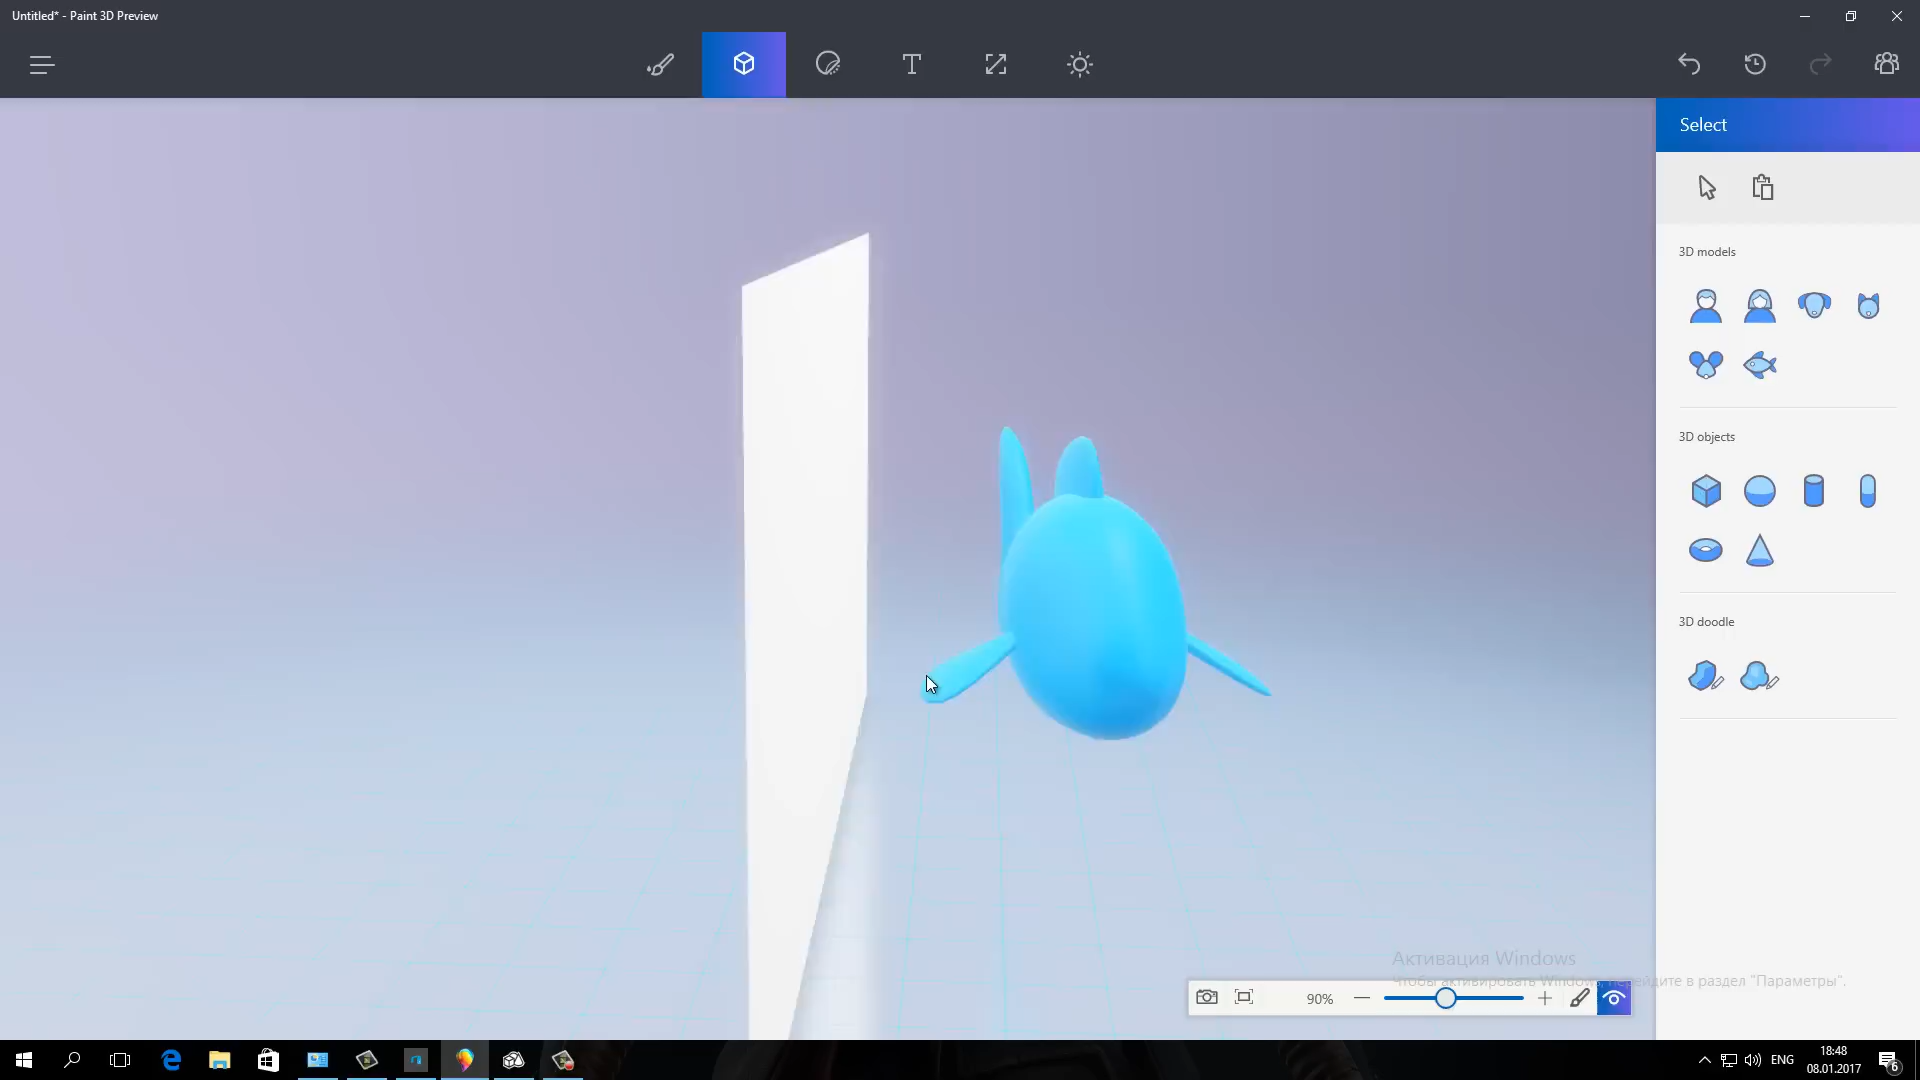 Untitled* - Paint 3D Preview
Select
3D models
3D objects
3D doodle
Активация Windows
Чтобы активировать Windows, перейдите в раздел "Параметры".
90%
ENG
18:48
08.01.2017
6